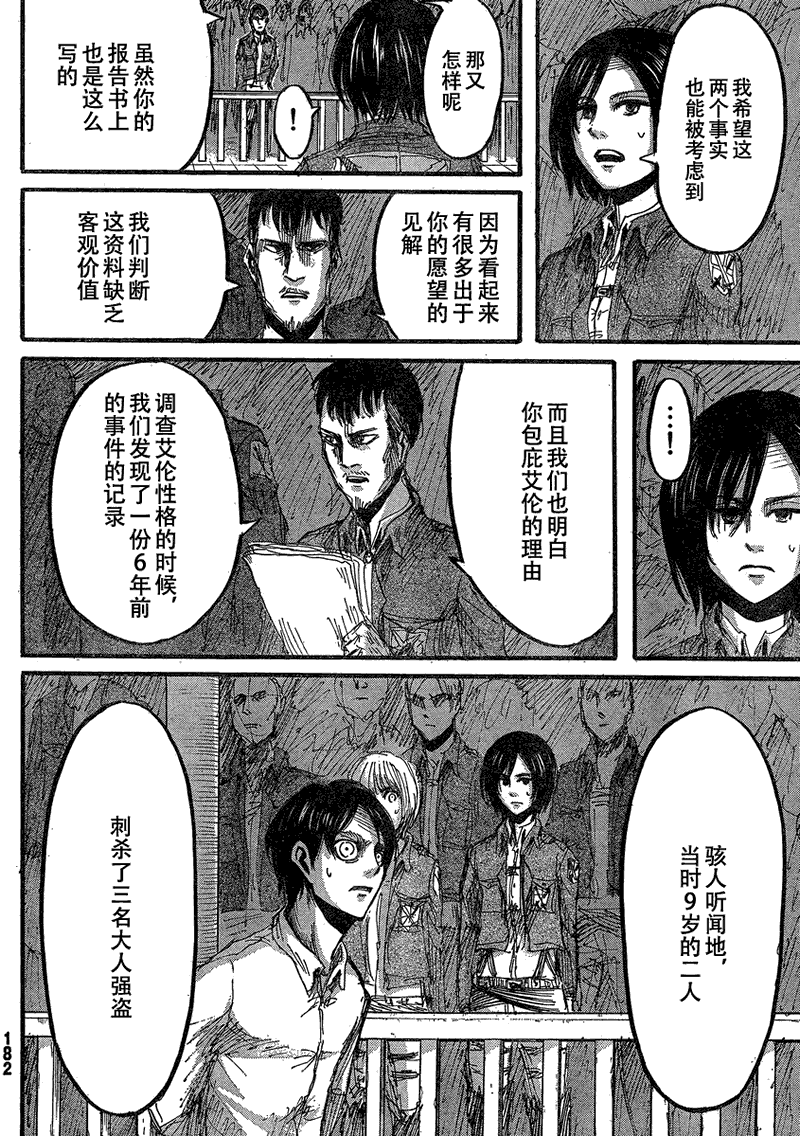 我希望这
两个事实
也能被考虑到
那又
怎样呢
！
虽然你的
报告书上
也是这么
写的
因为看起来
有很多出于
你的愿望的
见解
我们判断
这资料缺乏
客观价值
…！
而且我们也明白
你包庇艾伦的理由
调查艾伦性格的时候，
我们发现了一份6年前
的事件的记录
骇人听闻地，
当时9岁的二人
刺杀了三名大人强盗
182